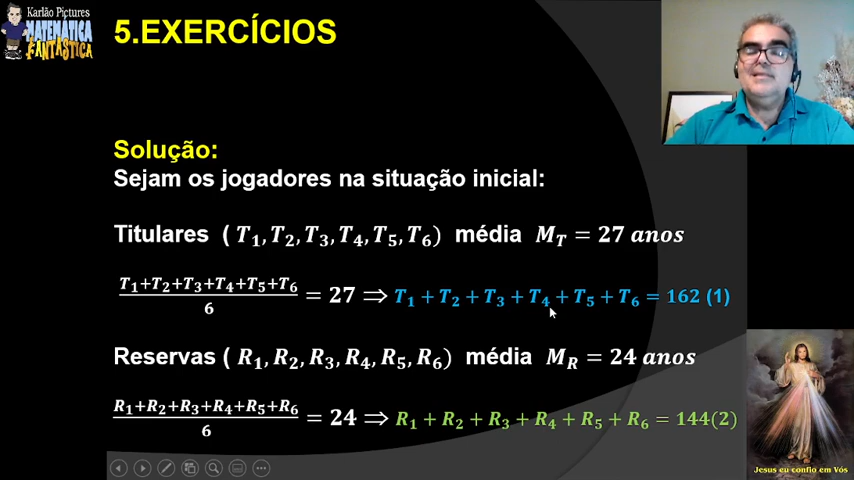 Karlão Pictures
MATEMÁTICA
FANTÁSTICA
5.EXERCÍCIOS
Solução:
Sejam os jogadores na situação inicial:
Titulares ( T₁, T₂, T₃, T₄, T₅, T₆) média M_T = 27 anos
(T₁+T₂+T₃+T₄+T₅+T₆)/6 = 27 ⇒ T₁ + T₂ + T₃ + T₄ + T₅ + T₆ = 162 (1)
Reservas ( R₁, R₂, R₃, R₄, R₅, R₆) média M_R = 24 anos
(R₁+R₂+R₃+R₄+R₅+R₆)/6 = 24 ⇒ R₁ + R₂ + R₃ + R₄ + R₅ + R₆ = 144(2)
Jesus eu confio em Vós